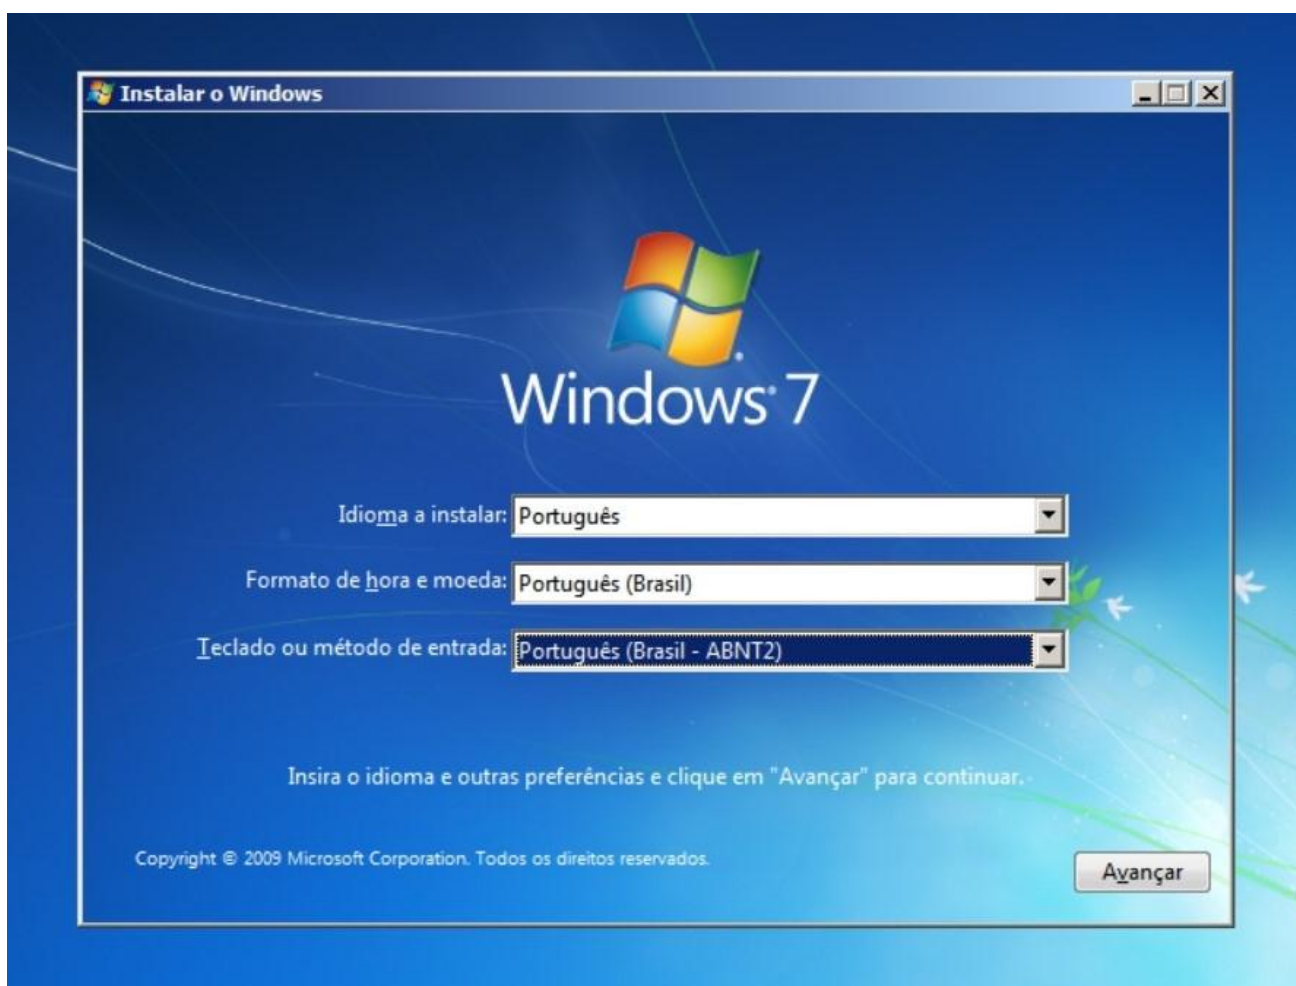 Instalar o Windows
Windows 7
Idioma a instalar: Português
Formato de hora e moeda: Português (Brasil)
Teclado ou método de entrada: Português (Brasil - ABNT2)
Insira o idioma e outras preferências e clique em "Avançar" para continuar.
Copyright © 2009 Microsoft Corporation. Todos os direitos reservados.
Avançar